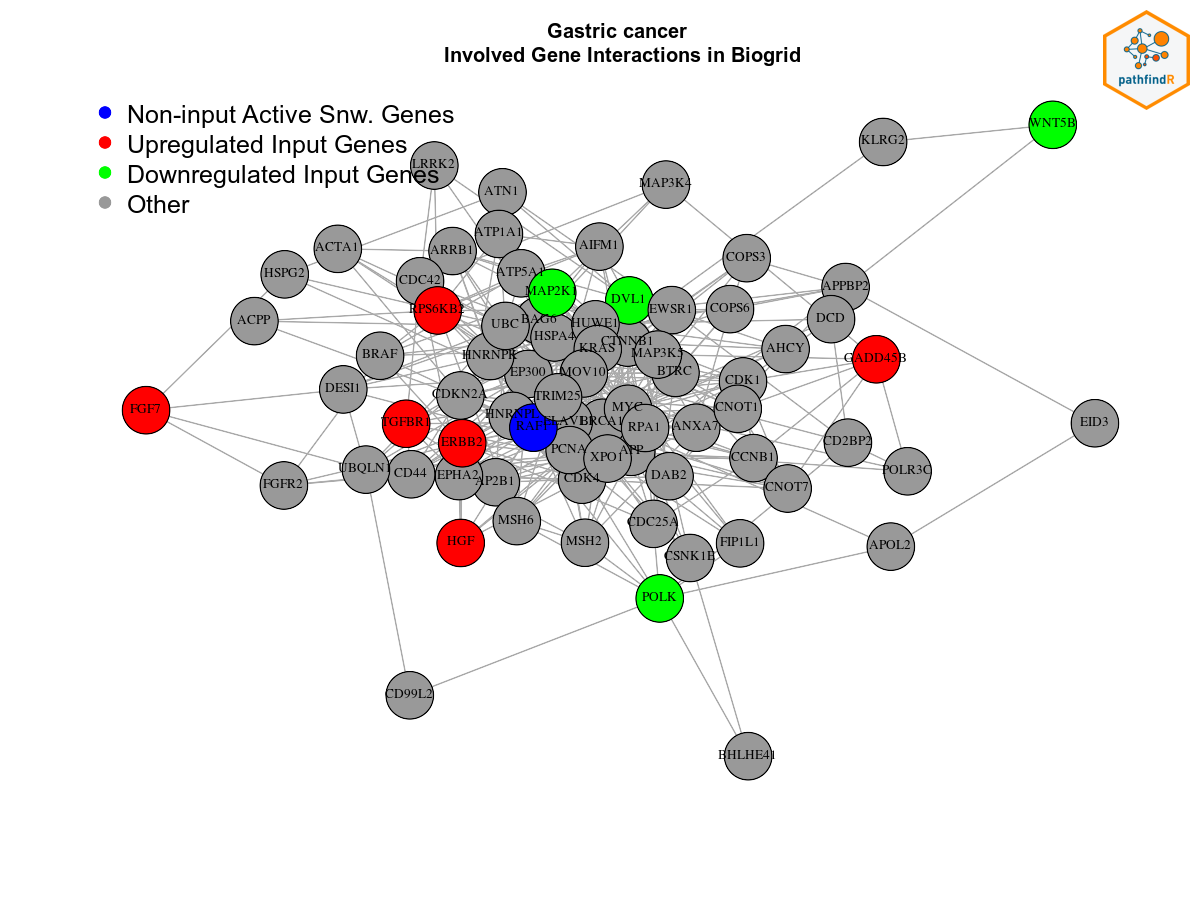 Gastric cancer
Involved Gene Interactions in Biogrid
pathfindR
Non-input Active Snw. Genes
Upregulated Input Genes
Downregulated Input Genes
Other
WNT5B
KLRG2
LRRK2
ATN1
MAP3K4
ATP1A1
ACTA1
ARRB1
AIFM1
COPS3
HSPG2
CDC42
ATP5A1
APPBP2
MAP2K1
DVL1
RPS6KB2
EWSR1
COPS6
ACPP
BAG6
DCD
UBC
HUWE1
HSPA4
CTNNB1
BRAF
HNRNPK
KRAS
MAP3K5
AHCY
GADD45B
EP300
MOV10
BTRC
CDK1
DESI1
CDKN2A
TRIM25
FGF7
MYC
CNOT1
TGFBR1
BRCA1
RPA1
ANXA7
EID3
ERBB2
PCNA
APP
CD2BP2
UBQLN1
CD44
EPHA2
AP2B1
XPO1
CCNB1
POLR3C
FGFR2
CDK4
DAB2
CNOT7
MSH6
CDC25A
HGF
MSH2
FIP1L1
APOL2
CSNK1E
POLK
CD99L2
BHLHE41